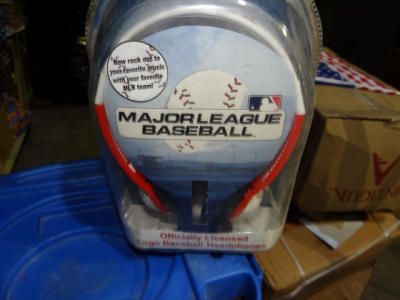 Now rock out to
your favorite music
with your favorite
MLB team!
MAJOR LEAGUE
BASEBALL
Officially Licensed
Logo Baseball Headphones
ANTIGUA